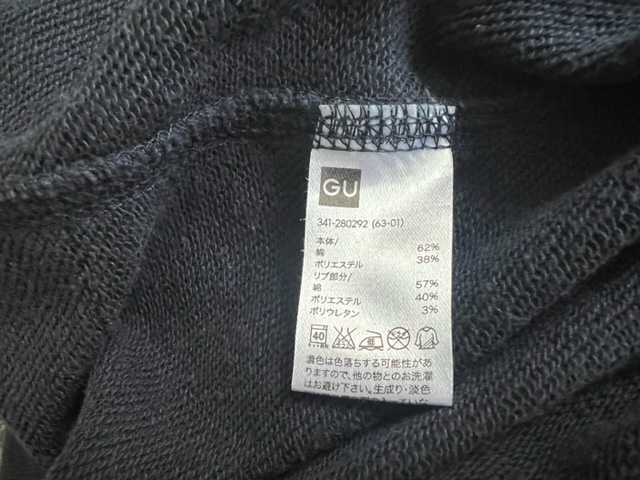 GU
341-280292 (63-01)
本体/
綿 62%
ポリエステル 38%
リブ部分/
綿 57%
ポリエステル 40%
ポリウレタン 3%
40
濃色は色落ちする可能性があ
りますので、他の物とのお洗濯
はお避け下さい。生成り・淡色